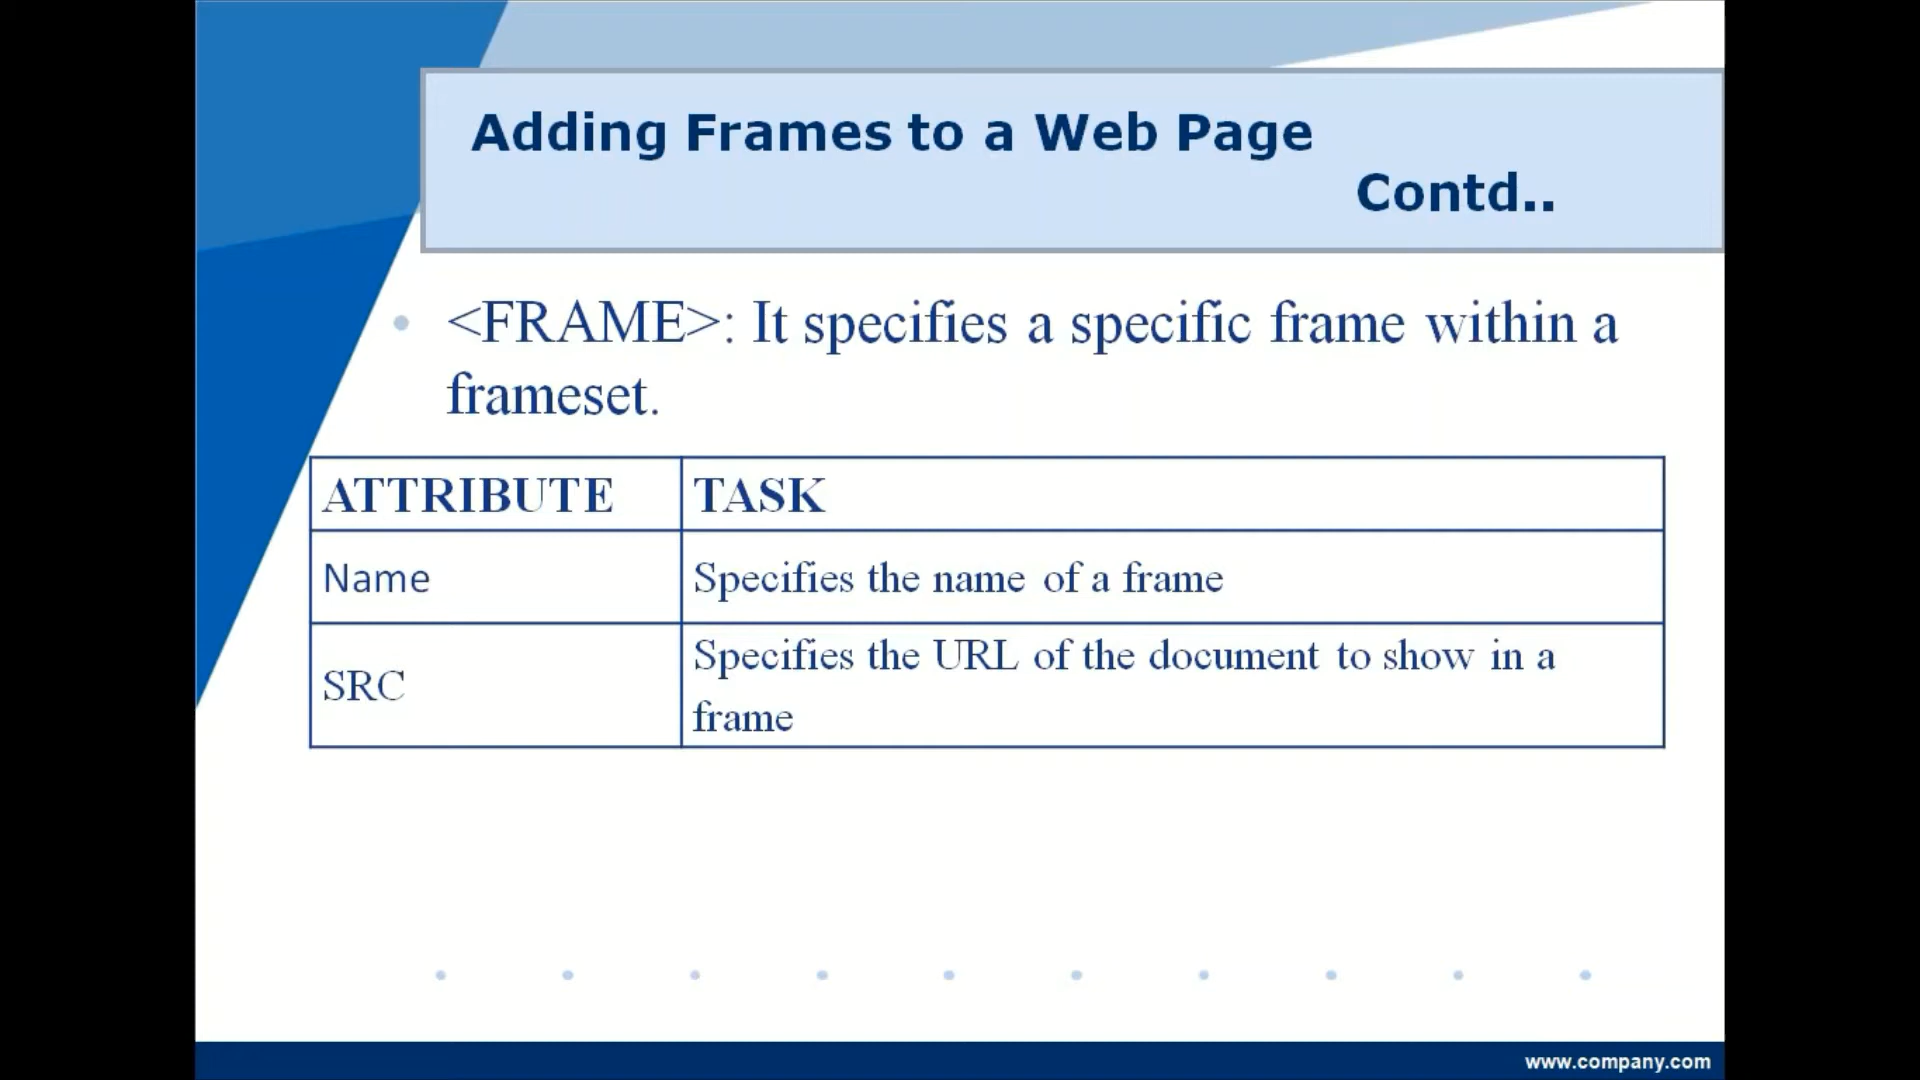 Adding Frames to a Web Page
Contd..
<FRAME>: It specifies a specific frame within a
frameset.
ATTRIBUTE TASK
Name Specifies the name of a frame
SRC Specifies the URL of the document to show in a
frame
www.company.com